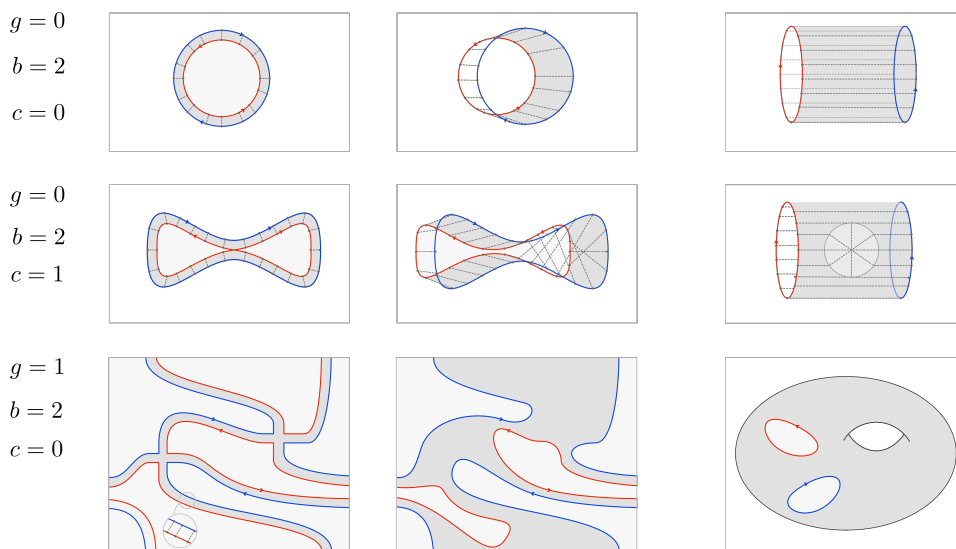 g = 0
b = 2
c = 0
g = 0
b = 2
c = 1
g = 1
b = 2
c = 0